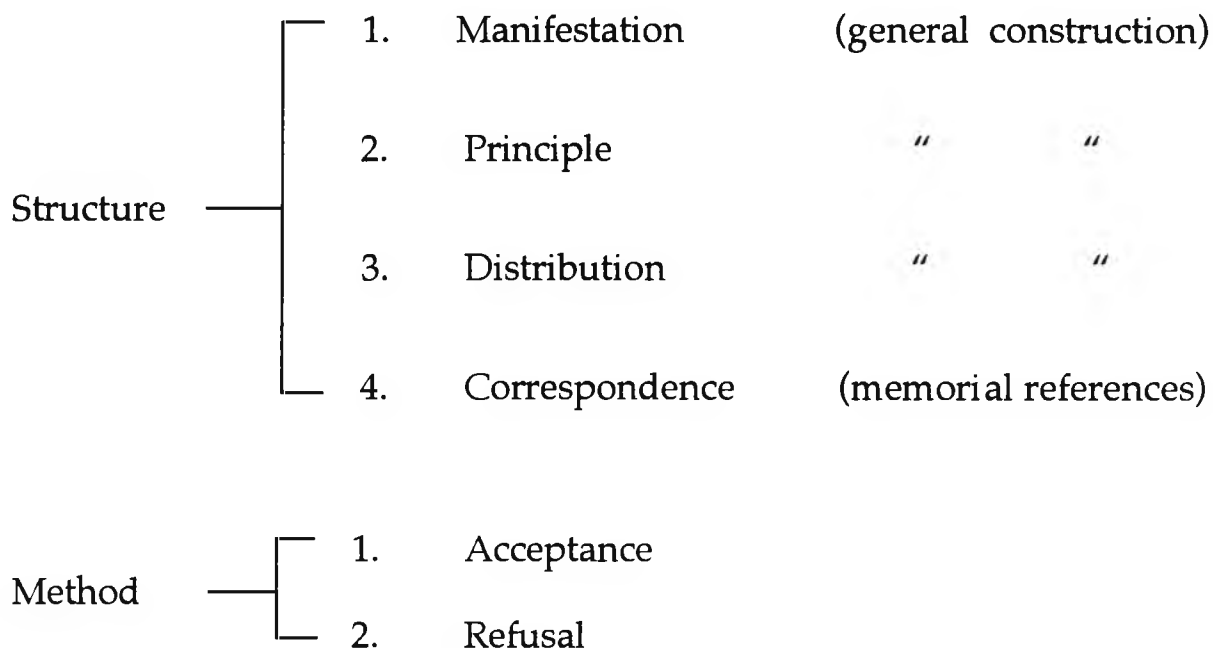 1. Manifestation (general construction)
2. Principle " "
Structure
3. Distribution " "
4. Correspondence (memorial references)
1. Acceptance
Method
2. Refusal